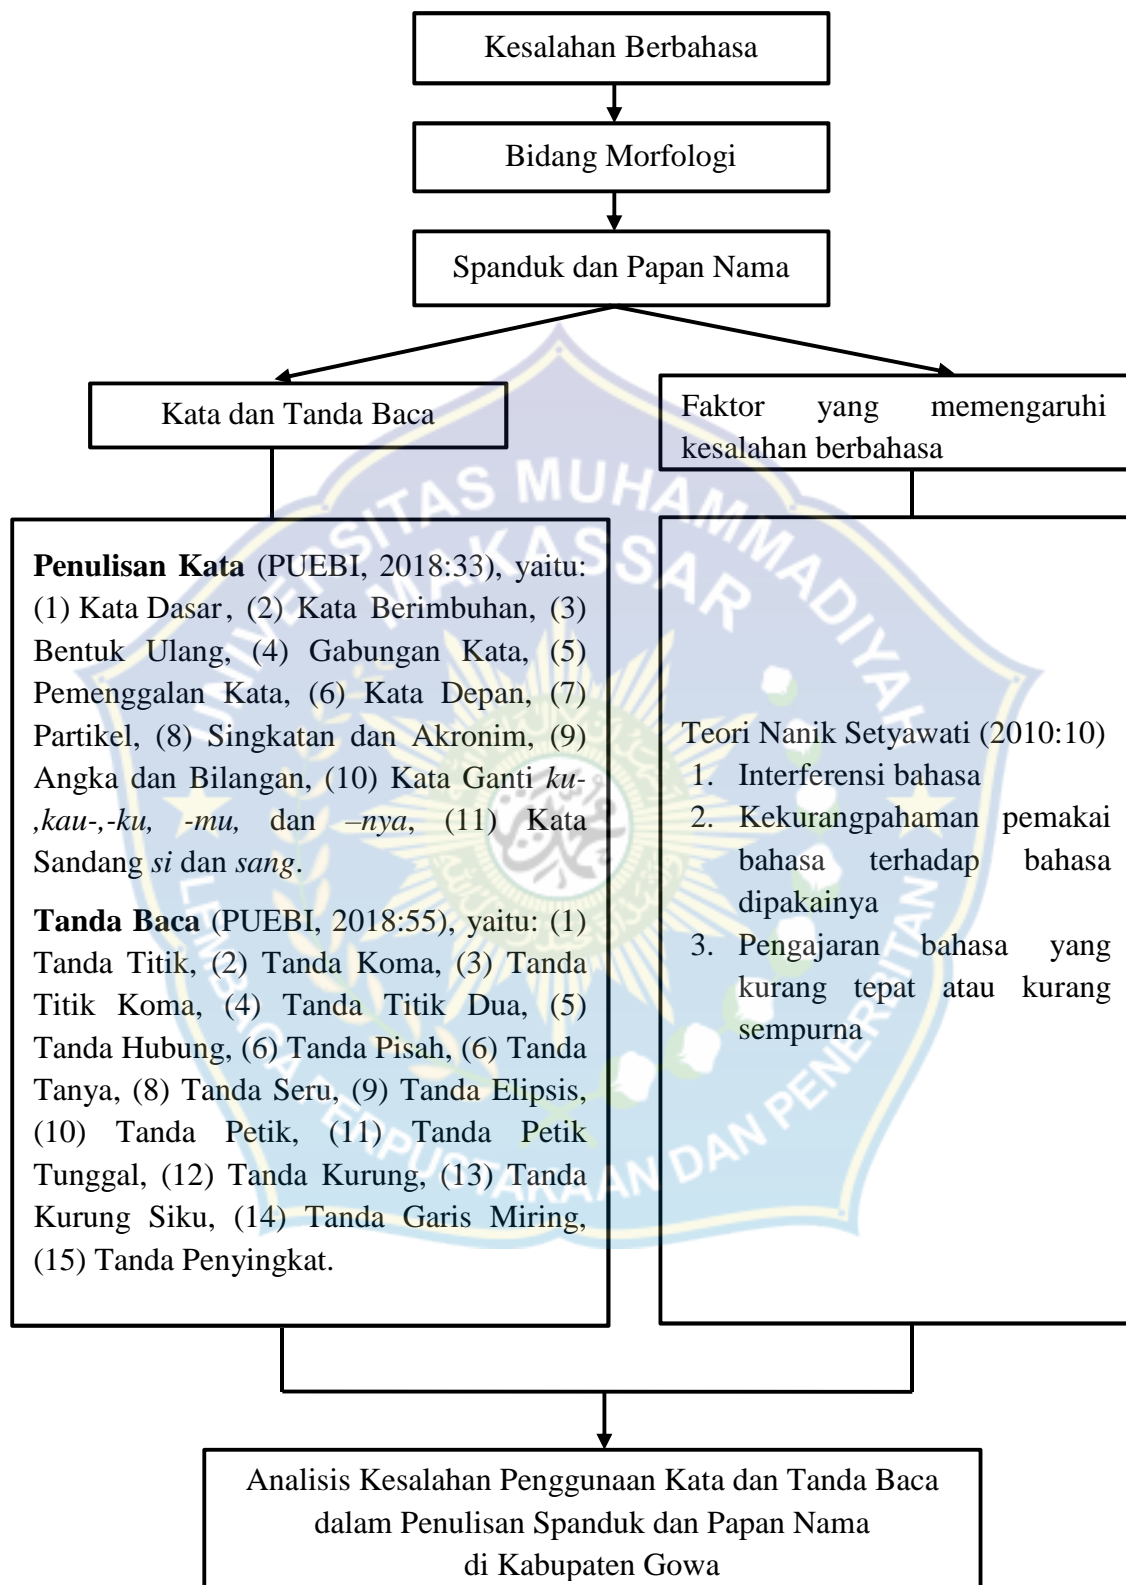 Kesalahan Berbahasa
Bidang Morfologi
Spanduk dan Papan Nama
Kata dan Tanda Baca
Faktor yang memengaruhi
kesalahan berbahasa
Penulisan Kata (PUEBI, 2018:33), yaitu:
(1) Kata Dasar, (2) Kata Berimbuhan, (3)
Bentuk Ulang, (4) Gabungan Kata, (5)
Pemenggalan Kata, (6) Kata Depan, (7)
Partikel, (8) Singkatan dan Akronim, (9)
Angka dan Bilangan, (10) Kata Ganti ku-
,kau-,-ku, -mu, dan –nya, (11) Kata
Sandang si dan sang.
Tanda Baca (PUEBI, 2018:55), yaitu: (1)
Tanda Titik, (2) Tanda Koma, (3) Tanda
Titik Koma, (4) Tanda Titik Dua, (5)
Tanda Hubung, (6) Tanda Pisah, (6) Tanda
Tanya, (8) Tanda Seru, (9) Tanda Elipsis,
(10) Tanda Petik, (11) Tanda Petik
Tunggal, (12) Tanda Kurung, (13) Tanda
Kurung Siku, (14) Tanda Garis Miring,
(15) Tanda Penyingkat.
Teori Nanik Setyawati (2010:10)
1. Interferensi bahasa
2. Kekurangpahaman pemakai
bahasa terhadap bahasa
dipakainya
3. Pengajaran bahasa yang
kurang tepat atau kurang
sempurna
Analisis Kesalahan Penggunaan Kata dan Tanda Baca
dalam Penulisan Spanduk dan Papan Nama
di Kabupaten Gowa
UNIVERSITAS MUHAMMADIYAH
MAKASSAR
LEMBAGA PERPUSTAKAAN DAN PENERBITAN